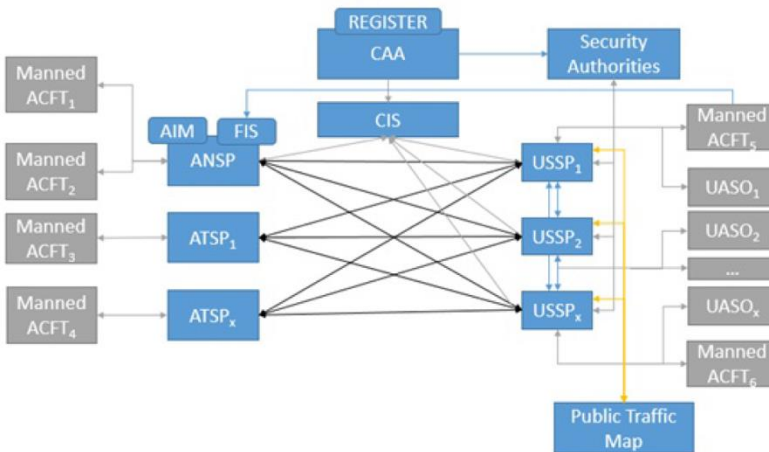 REGISTER
CAA
Security
Authorities
Manned
ACFT₁
CIS
AIM
FIS
ANSP
Manned
ACFT₂
Manned
ACFT₃
ATSP₁
Manned
ACFT₄
ATSPₓ
USSP₁
USSP₂
USSPₓ
Manned
ACFT₅
UASO₁
UASO₂
...
UASOₓ
Manned
ACFT₆
Public Traffic
Map